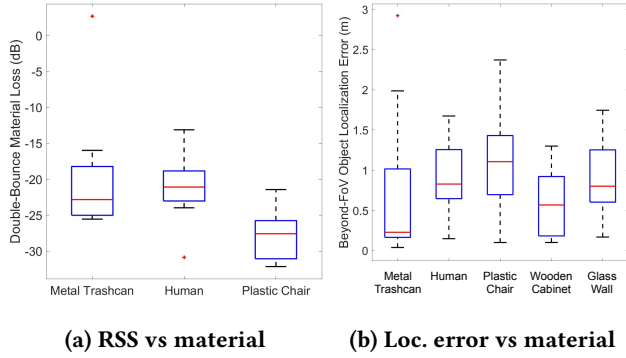 Double-Bounce Material Loss (dB)
0
-5
-10
-15
-20
-25
-30
Metal Trashcan Human Plastic Chair
(a) RSS vs material
Beyond-FoV Object Localization Error (m)
3
2.5
2
1.5
1
0.5
0
Metal Trashcan
Human
Plastic Chair
Wooden Cabinet
Glass Wall
(b) Loc. error vs material